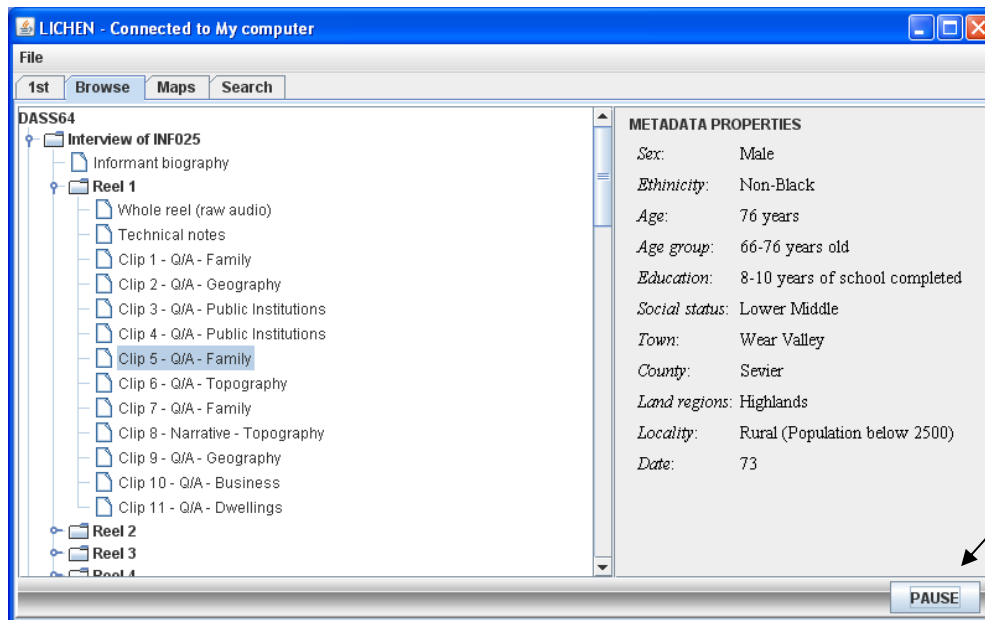 LICHEN - Connected to My computer
File
1st Browse Maps Search
DASS64
Interview of INF025
Informant biography
Reel 1
Whole reel (raw audio)
Technical notes
Clip 1 - Q/A - Family
Clip 2 - Q/A - Geography
Clip 3 - Q/A - Public Institutions
Clip 4 - Q/A - Public Institutions
Clip 5 - Q/A - Family
Clip 6 - Q/A - Topography
Clip 7 - Q/A - Family
Clip 8 - Narrative - Topography
Clip 9 - Q/A - Geography
Clip 10 - Q/A - Business
Clip 11 - Q/A - Dwellings
Reel 2
Reel 3
Reel 4
METADATA PROPERTIES
Sex: Male
Ethinicity: Non-Black
Age: 76 years
Age group: 66-76 years old
Education: 8-10 years of school completed
Social status: Lower Middle
Town: Wear Valley
County: Sevier
Land regions: Highlands
Locality: Rural (Population below 2500)
Date: 73
PAUSE